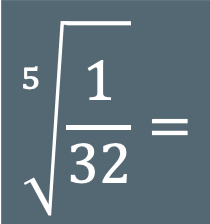 ⁵√(1/32) =